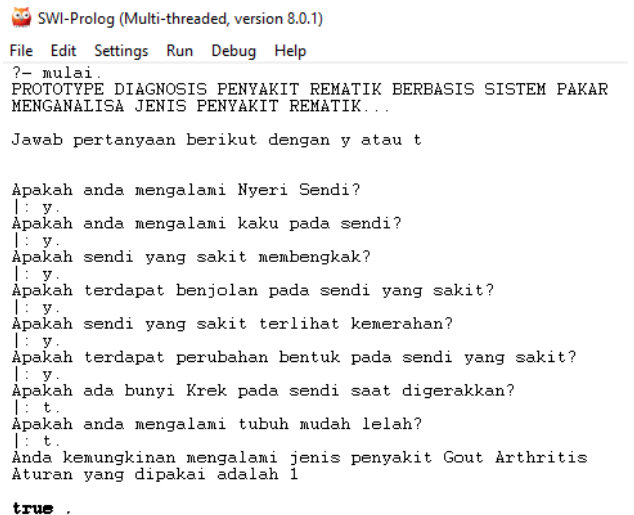 SWI-Prolog (Multi-threaded, version 8.0.1)
File Edit Settings Run Debug Help
?- mulai.
PROTOTYPE DIAGNOSIS PENYAKIT REMATIK BERBASIS SISTEM PAKAR
MENGANALISA JENIS PENYAKIT REMATIK...
Jawab pertanyaan berikut dengan y atau t
Apakah anda mengalami Nyeri Sendi?
|: y.
Apakah anda mengalami kaku pada sendi?
|: y.
Apakah sendi yang sakit membengkak?
|: y.
Apakah terdapat benjolan pada sendi yang sakit?
|: y.
Apakah sendi yang sakit terlihat kemerahan?
|: y.
Apakah terdapat perubahan bentuk pada sendi yang sakit?
|: y.
Apakah ada bunyi Krek pada sendi saat digerakkan?
|: t.
Apakah anda mengalami tubuh mudah lelah?
|: t.
Anda kemungkinan mengalami jenis penyakit Gout Arthritis
Aturan yang dipakai adalah 1
true .